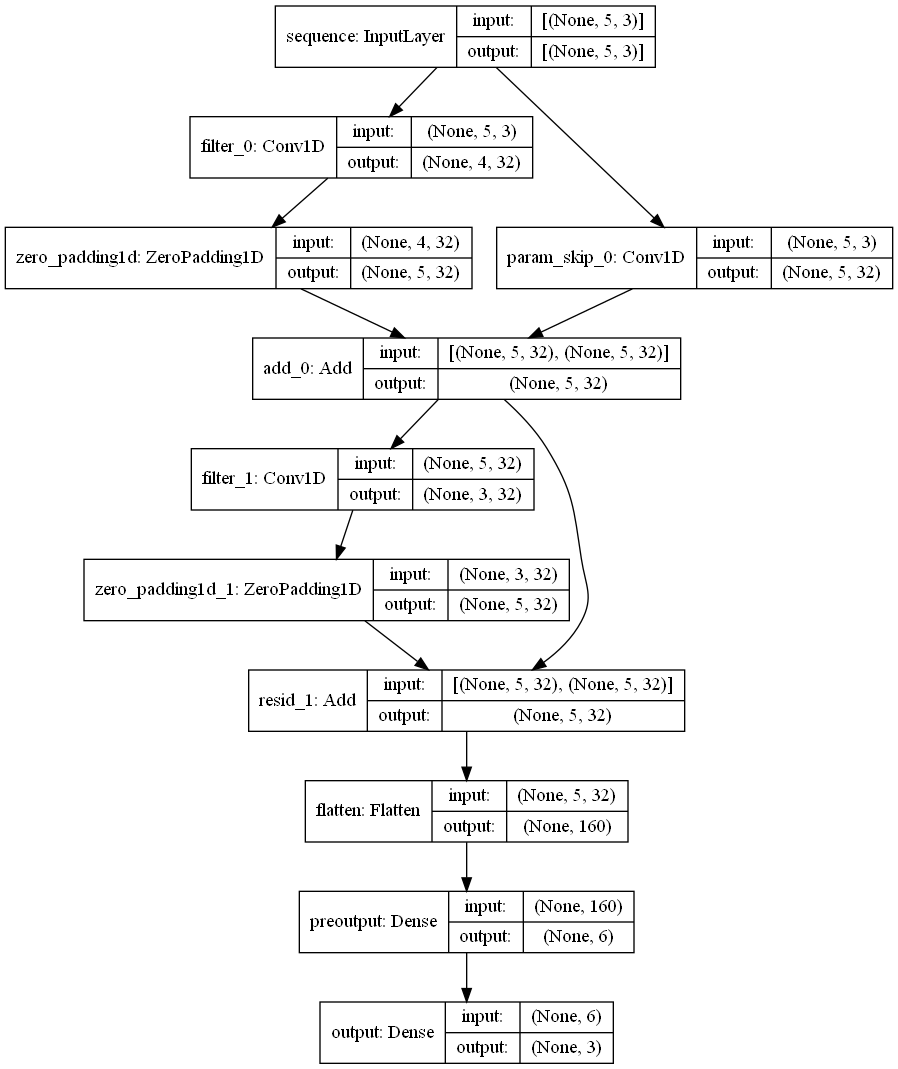 sequence: InputLayer
input:
[(None, 5, 3)]
output:
[(None, 5, 3)]
filter_0: Conv1D
input:
(None, 5, 3)
output:
(None, 4, 32)
zero_padding1d: ZeroPadding1D
input:
(None, 4, 32)
output:
(None, 5, 32)
param_skip_0: Conv1D
input:
(None, 5, 3)
output:
(None, 5, 32)
add_0: Add
input:
[(None, 5, 32), (None, 5, 32)]
output:
(None, 5, 32)
filter_1: Conv1D
input:
(None, 5, 32)
output:
(None, 3, 32)
zero_padding1d_1: ZeroPadding1D
input:
(None, 3, 32)
output:
(None, 5, 32)
resid_1: Add
input:
[(None, 5, 32), (None, 5, 32)]
output:
(None, 5, 32)
flatten: Flatten
input:
(None, 5, 32)
output:
(None, 160)
preoutput: Dense
input:
(None, 160)
output:
(None, 6)
output: Dense
input:
(None, 6)
output:
(None, 3)